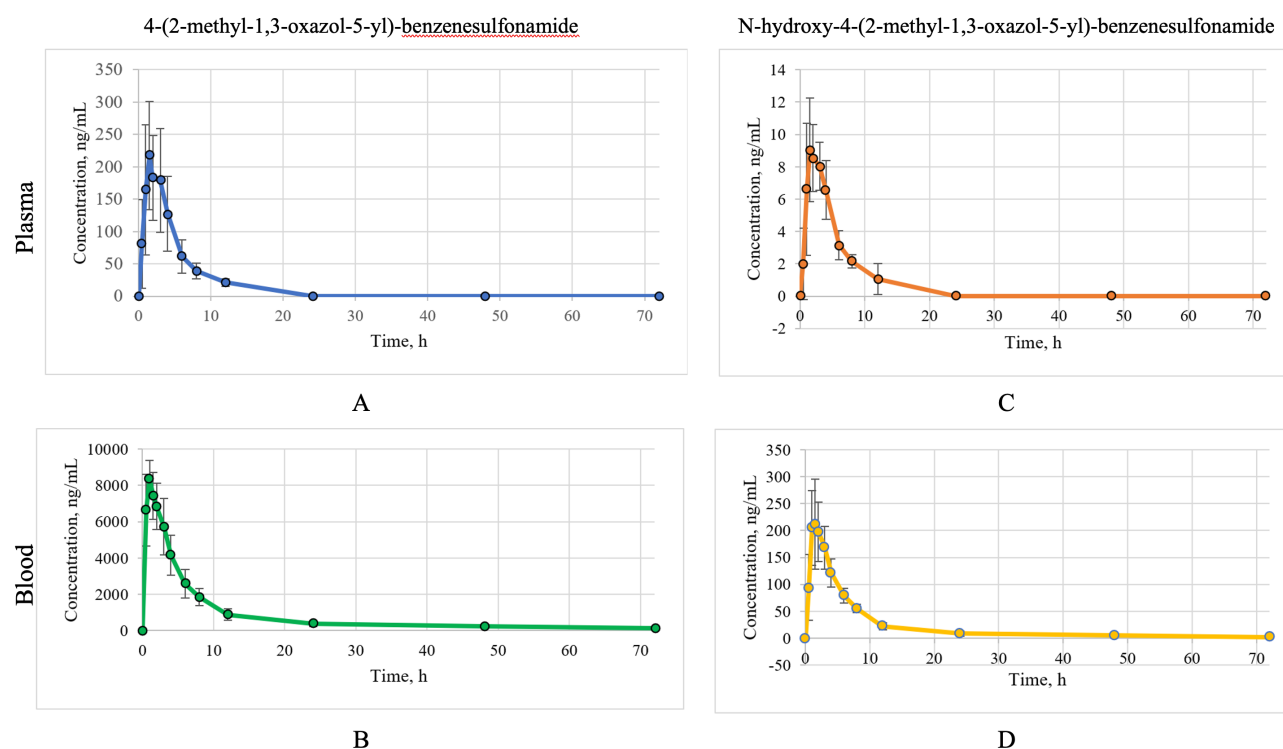 4-(2-methyl-1,3-oxazol-5-yl)-benzenesulfonamide
N-hydroxy-4-(2-methyl-1,3-oxazol-5-yl)-benzenesulfonamide
Plasma
Concentration, ng/mL
350
300
250
200
150
100
50
0
0 10 20 30 40 50 60 70
Time, h
A
Concentration, ng/mL
14
12
10
8
6
4
2
0
-2
0 10 20 30 40 50 60 70
Time, h
C
Blood
Concentration, ng/mL
10000
8000
6000
4000
2000
0
0 10 20 30 40 50 60 70
Time, h
B
Concentration, ng/mL
350
300
250
200
150
100
50
0
-50
0 10 20 30 40 50 60 70
Time, h
D